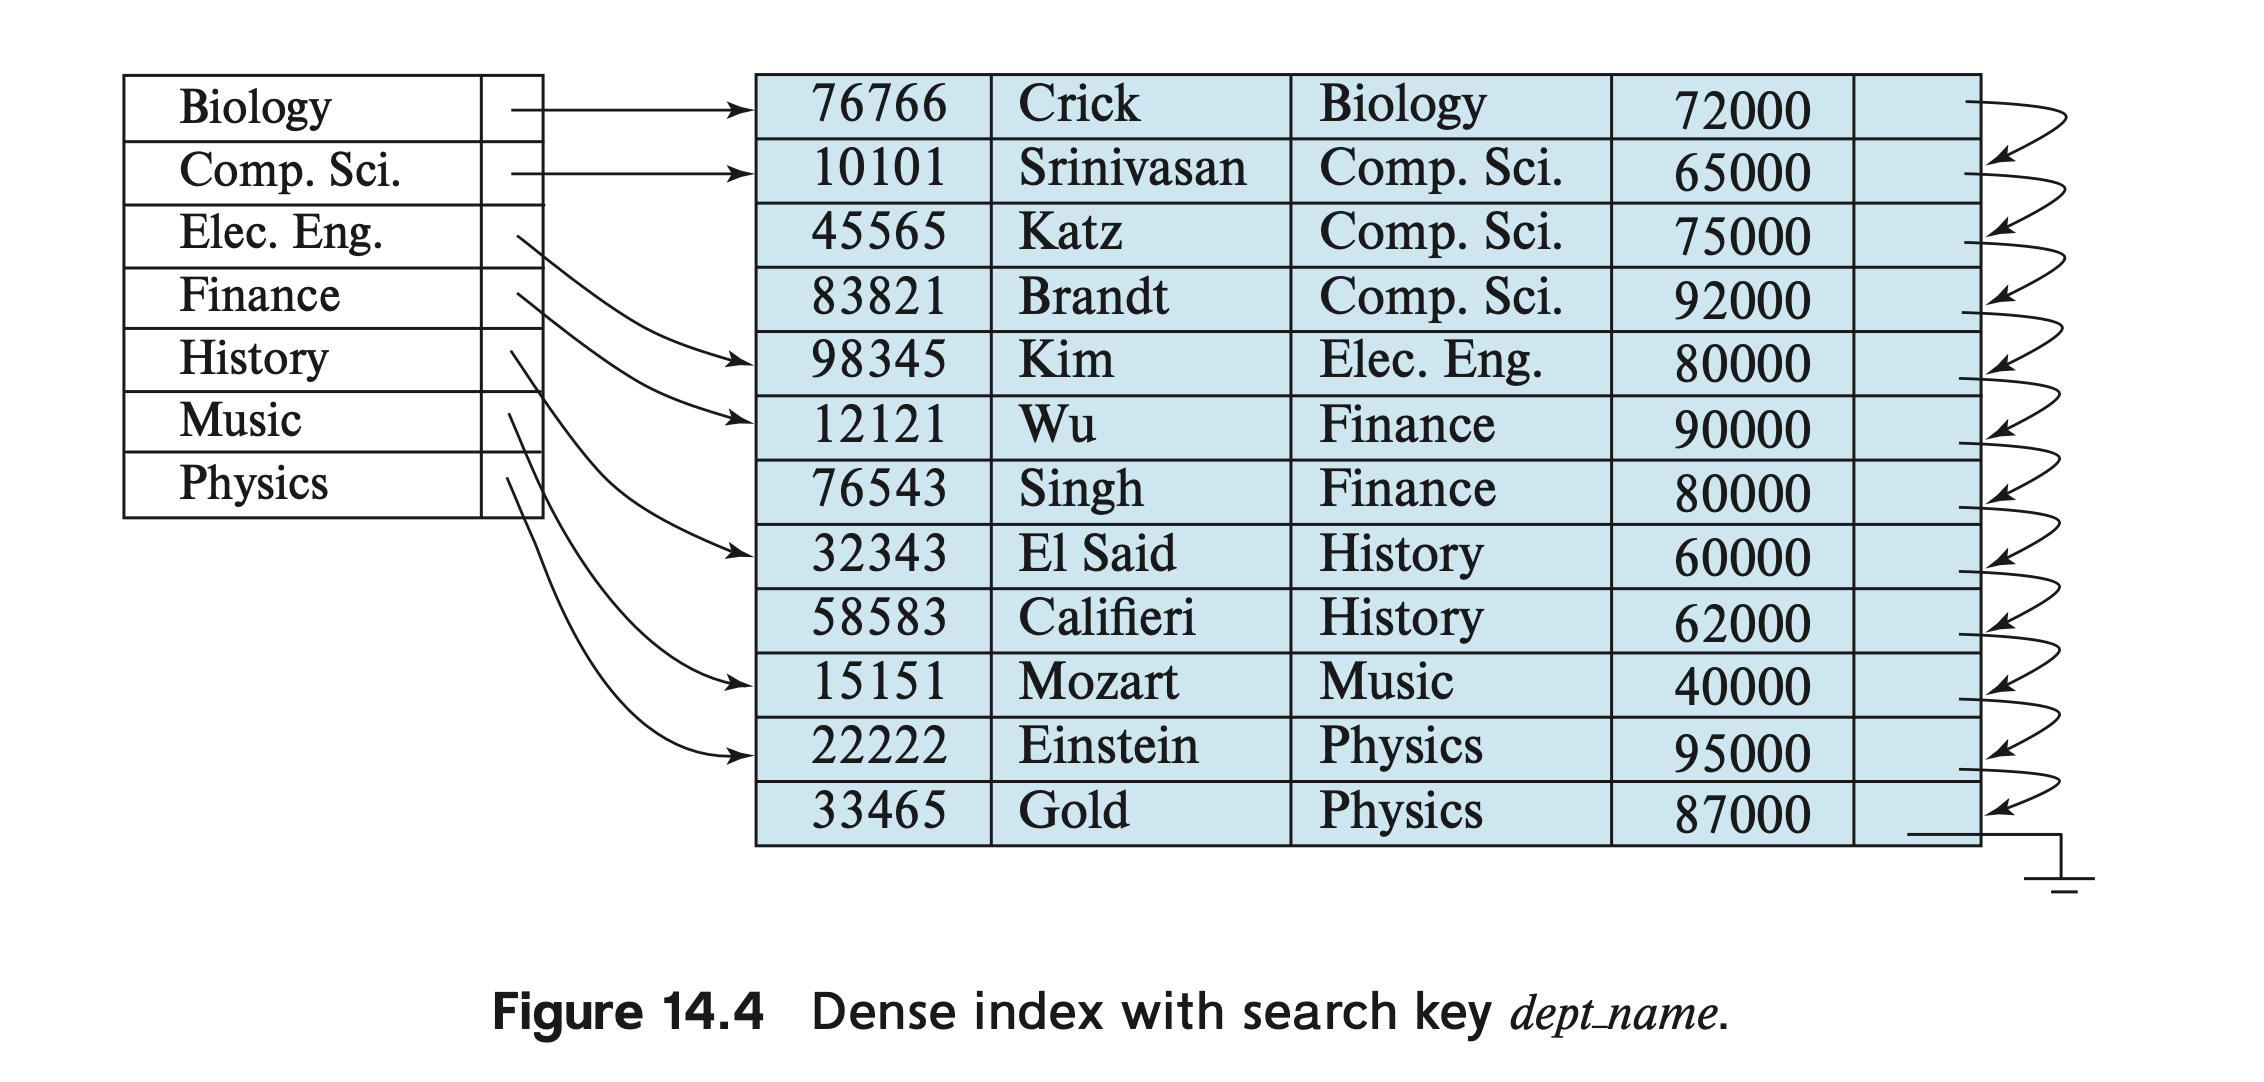 Biology
Comp. Sci.
Elec. Eng.
Finance
History
Music
Physics
76766 Crick Biology 72000
10101 Srinivasan Comp. Sci. 65000
45565 Katz Comp. Sci. 75000
83821 Brandt Comp. Sci. 92000
98345 Kim Elec. Eng. 80000
12121 Wu Finance 90000
76543 Singh Finance 80000
32343 El Said History 60000
58583 Califieri History 62000
15151 Mozart Music 40000
22222 Einstein Physics 95000
33465 Gold Physics 87000
Figure 14.4 Dense index with search key dept_name.